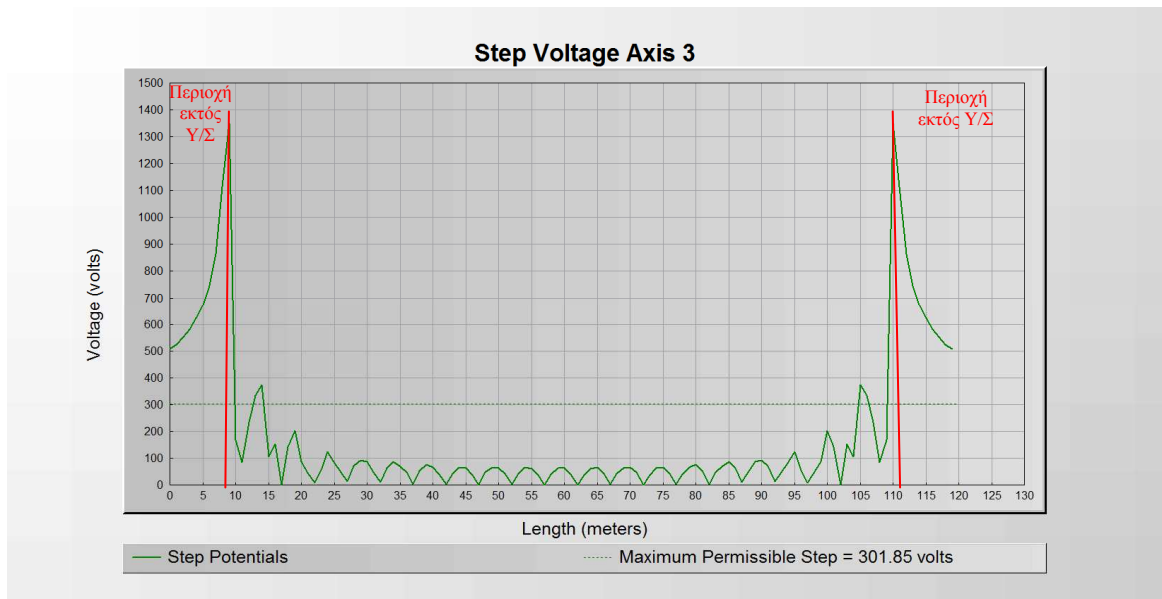 Step Voltage Axis 3
Περιοχή
εκτός
Υ/Σ
Περιοχή
εκτός Υ/Σ
Voltage (volts)
1500
1400
1300
1200
1100
1000
900
800
700
600
500
400
300
200
100
0
0 5 10 15 20 25 30 35 40 45 50 55 60 65 70 75 80 85 90 95 100 105 110 115 120 125 130
Length (meters)
Step Potentials
Maximum Permissible Step = 301.85 volts